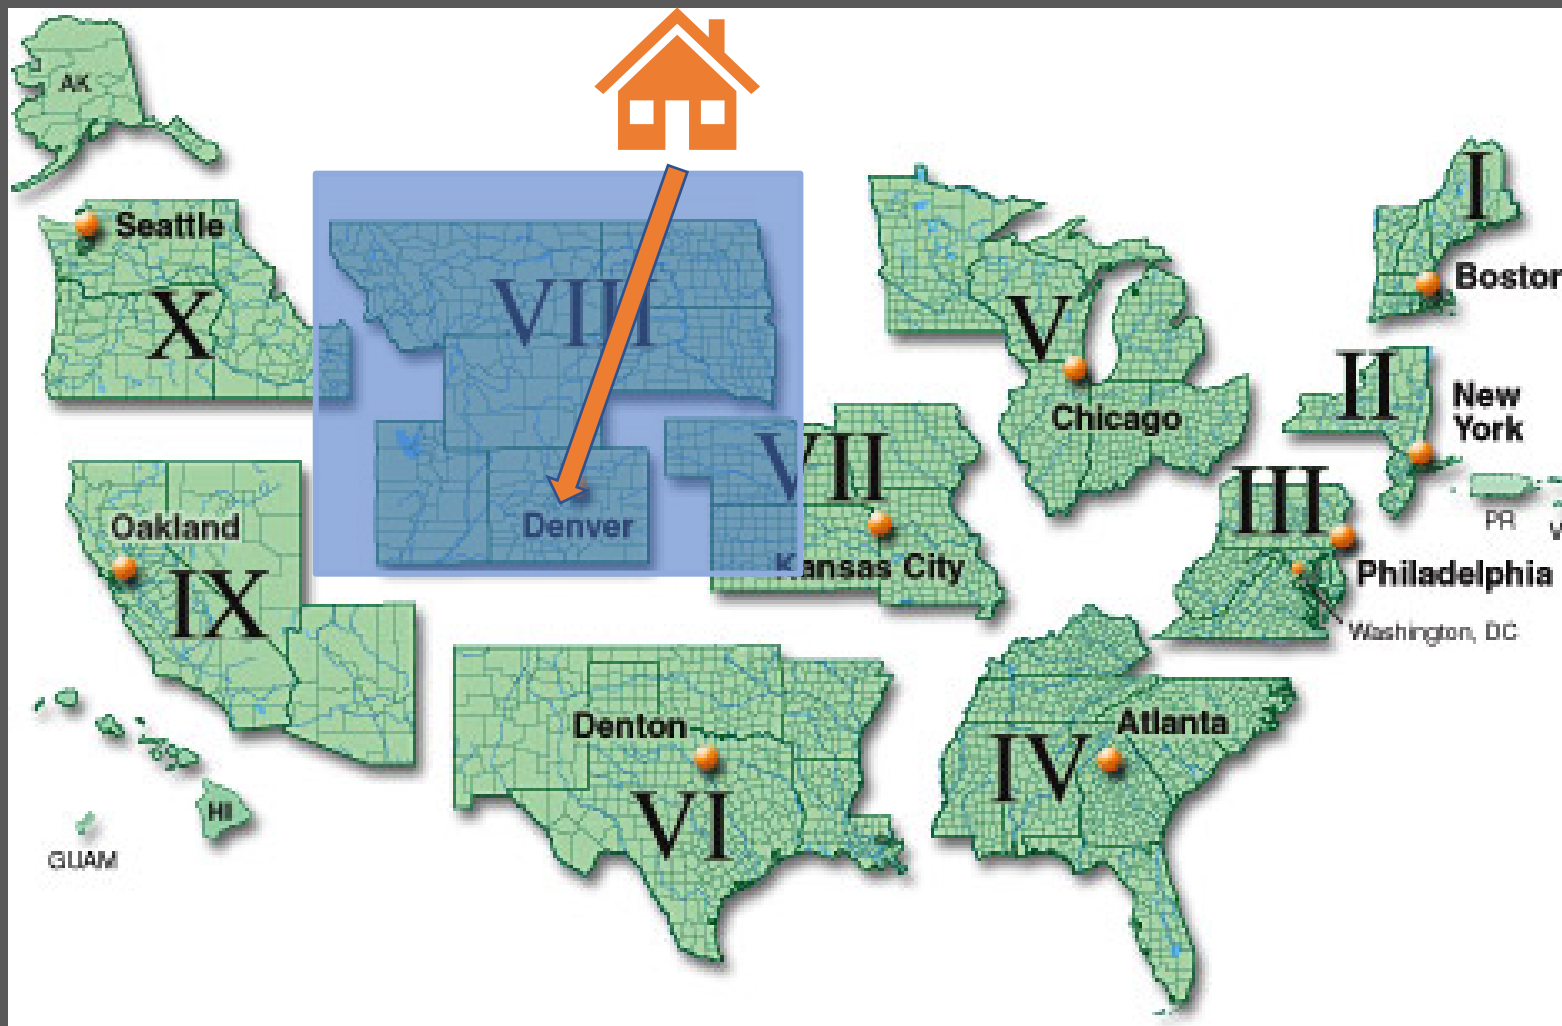 AK
Seattle
X
VIII
Denver
V
Chicago
I
Boston
II
New
York
PR
III
Philadelphia
Washington, DC
VII
Kansas City
Oakland
IX
HI
GUAM
Denton
VI
Atlanta
IV